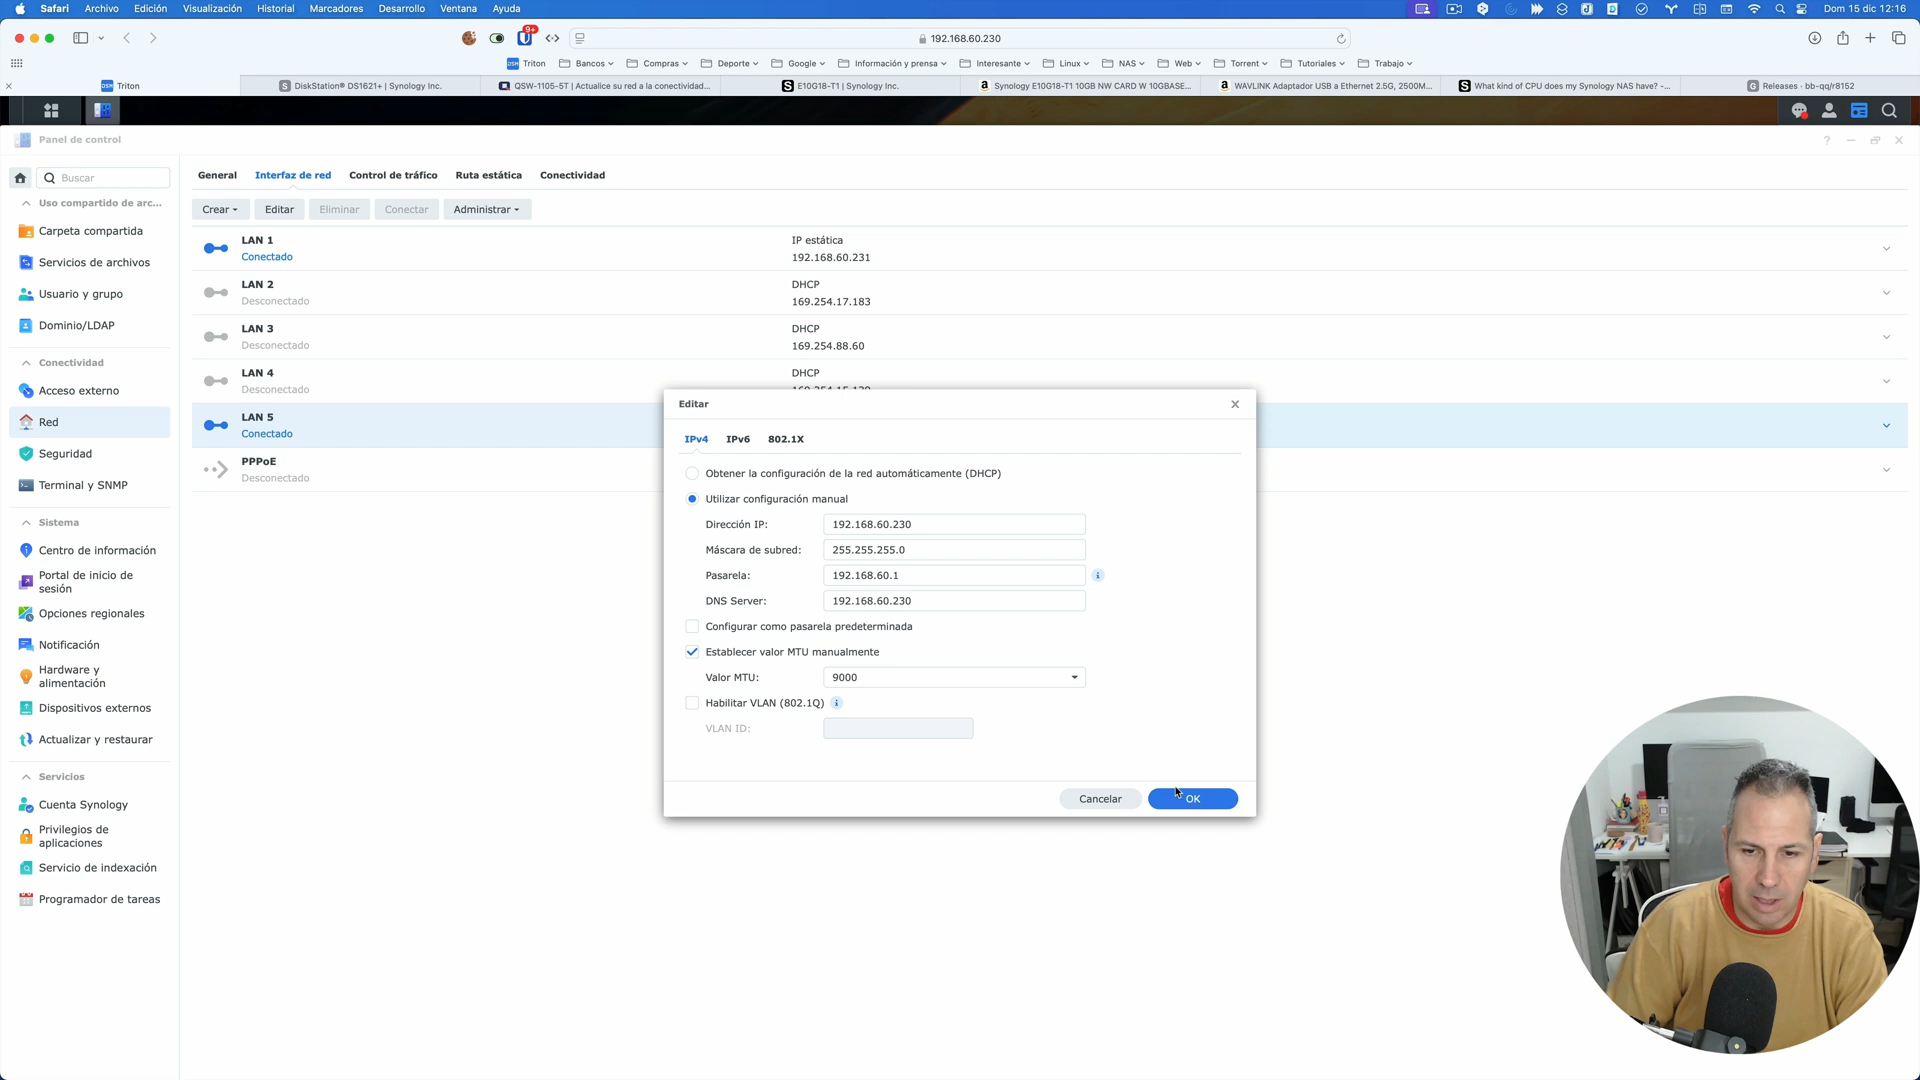 Safari Archivo Edición Visualización Historial Marcadores Desarrollo Ventana Ayuda Dom 15 dic 12:16
9+ 192.168.60.230
Triton Bancos Compras Deporte Google Información y prensa Interesante Linux NAS Web Torrent Tutoriales Trabajo
Triton DiskStation® DS1621+ | Synology Inc. QSW-1105-5T | Actualice su red a la conectividad... E10G18-T1 | Synology Inc. Synology E10G18-T1 10GB NW CARD W 10GBASE... WAVLINK Adaptador USB a Ethernet 2.5G, 2500M... What kind of CPU does my Synology NAS have? -... Releases · bb-qq/r8152
Panel de control
Buscar
Uso compartido de arc...
Carpeta compartida
Servicios de archivos
Usuario y grupo
Dominio/LDAP
Conectividad
Acceso externo
Red
Seguridad
Terminal y SNMP
Sistema
Centro de información
Portal de inicio de
sesión
Opciones regionales
Notificación
Hardware y
alimentación
Dispositivos externos
Actualizar y restaurar
Servicios
Cuenta Synology
Privilegios de
aplicaciones
Servicio de indexación
Programador de tareas
General Interfaz de red Control de tráfico Ruta estática Conectividad
Crear Editar Eliminar Conectar Administrar
LAN 1 IP estática
Conectado 192.168.60.231
LAN 2 DHCP
Desconectado 169.254.17.183
LAN 3 DHCP
Desconectado 169.254.88.60
LAN 4 DHCP
Desconectado
LAN 5
Conectado
PPPoE
Desconectado
Editar
IPv4 IPv6 802.1X
Obtener la configuración de la red automáticamente (DHCP)
Utilizar configuración manual
Dirección IP: 192.168.60.230
Máscara de subred: 255.255.255.0
Pasarela: 192.168.60.1
DNS Server: 192.168.60.230
Configurar como pasarela predeterminada
Establecer valor MTU manualmente
Valor MTU: 9000
Habilitar VLAN (802.1Q)
VLAN ID:
Cancelar OK